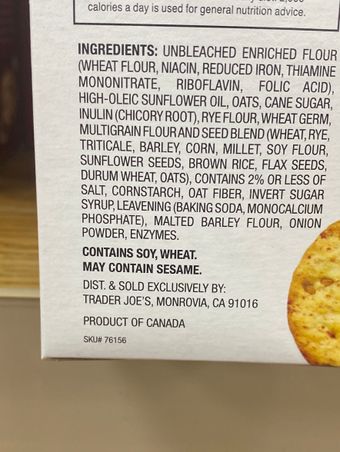 calories a day is used for general nutrition advice.
INGREDIENTS: UNBLEACHED ENRICHED FLOUR
(WHEAT FLOUR, NIACIN, REDUCED IRON, THIAMINE
MONONITRATE, RIBOFLAVIN, FOLIC ACID),
HIGH-OLEIC SUNFLOWER OIL, OATS, CANE SUGAR,
INULIN (CHICORY ROOT), RYE FLOUR, WHEAT GERM,
MULTIGRAIN FLOUR AND SEED BLEND (WHEAT, RYE,
TRITICALE, BARLEY, CORN, MILLET, SOY FLOUR,
SUNFLOWER SEEDS, BROWN RICE, FLAX SEEDS,
DURUM WHEAT, OATS), CONTAINS 2% OR LESS OF
SALT, CORNSTARCH, OAT FIBER, INVERT SUGAR
SYRUP, LEAVENING (BAKING SODA, MONOCALCIUM
PHOSPHATE), MALTED BARLEY FLOUR, ONION
POWDER, ENZYMES.
CONTAINS SOY, WHEAT.
MAY CONTAIN SESAME.
DIST. & SOLD EXCLUSIVELY BY:
TRADER JOE'S, MONROVIA, CA 91016
PRODUCT OF CANADA
SKU# 76156